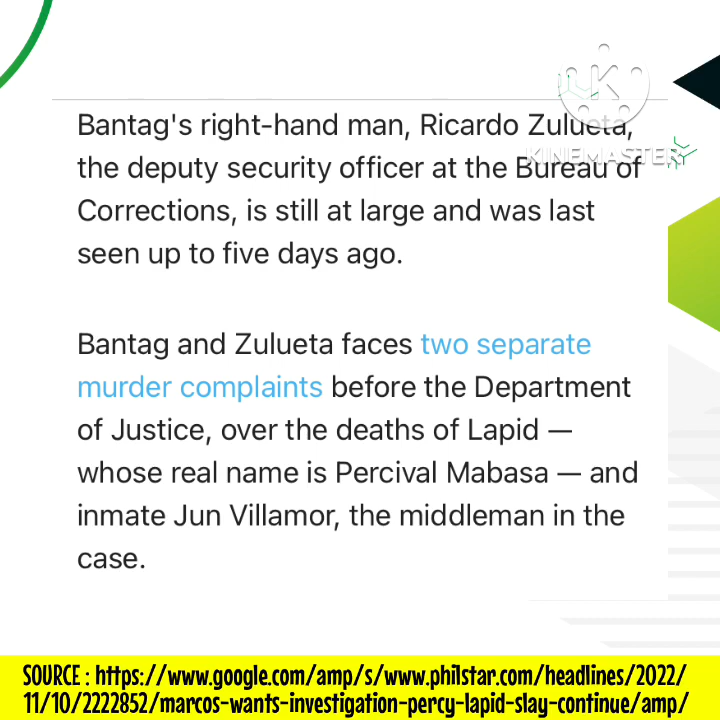 Bantag's right-hand man, Ricardo Zulueta,
the deputy security officer at the Bureau of
Corrections, is still at large and was last
seen up to five days ago.
Bantag and Zulueta faces two separate
murder complaints before the Department
of Justice, over the deaths of Lapid —
whose real name is Percival Mabasa — and
inmate Jun Villamor, the middleman in the
case.
K
KINEMASTER
SOURCE : https://www.google.com/amp/s/www.philstar.com/headlines/2022/
11/10/2222852/marcos-wants-investigation-percy-lapid-slay-continue/amp/